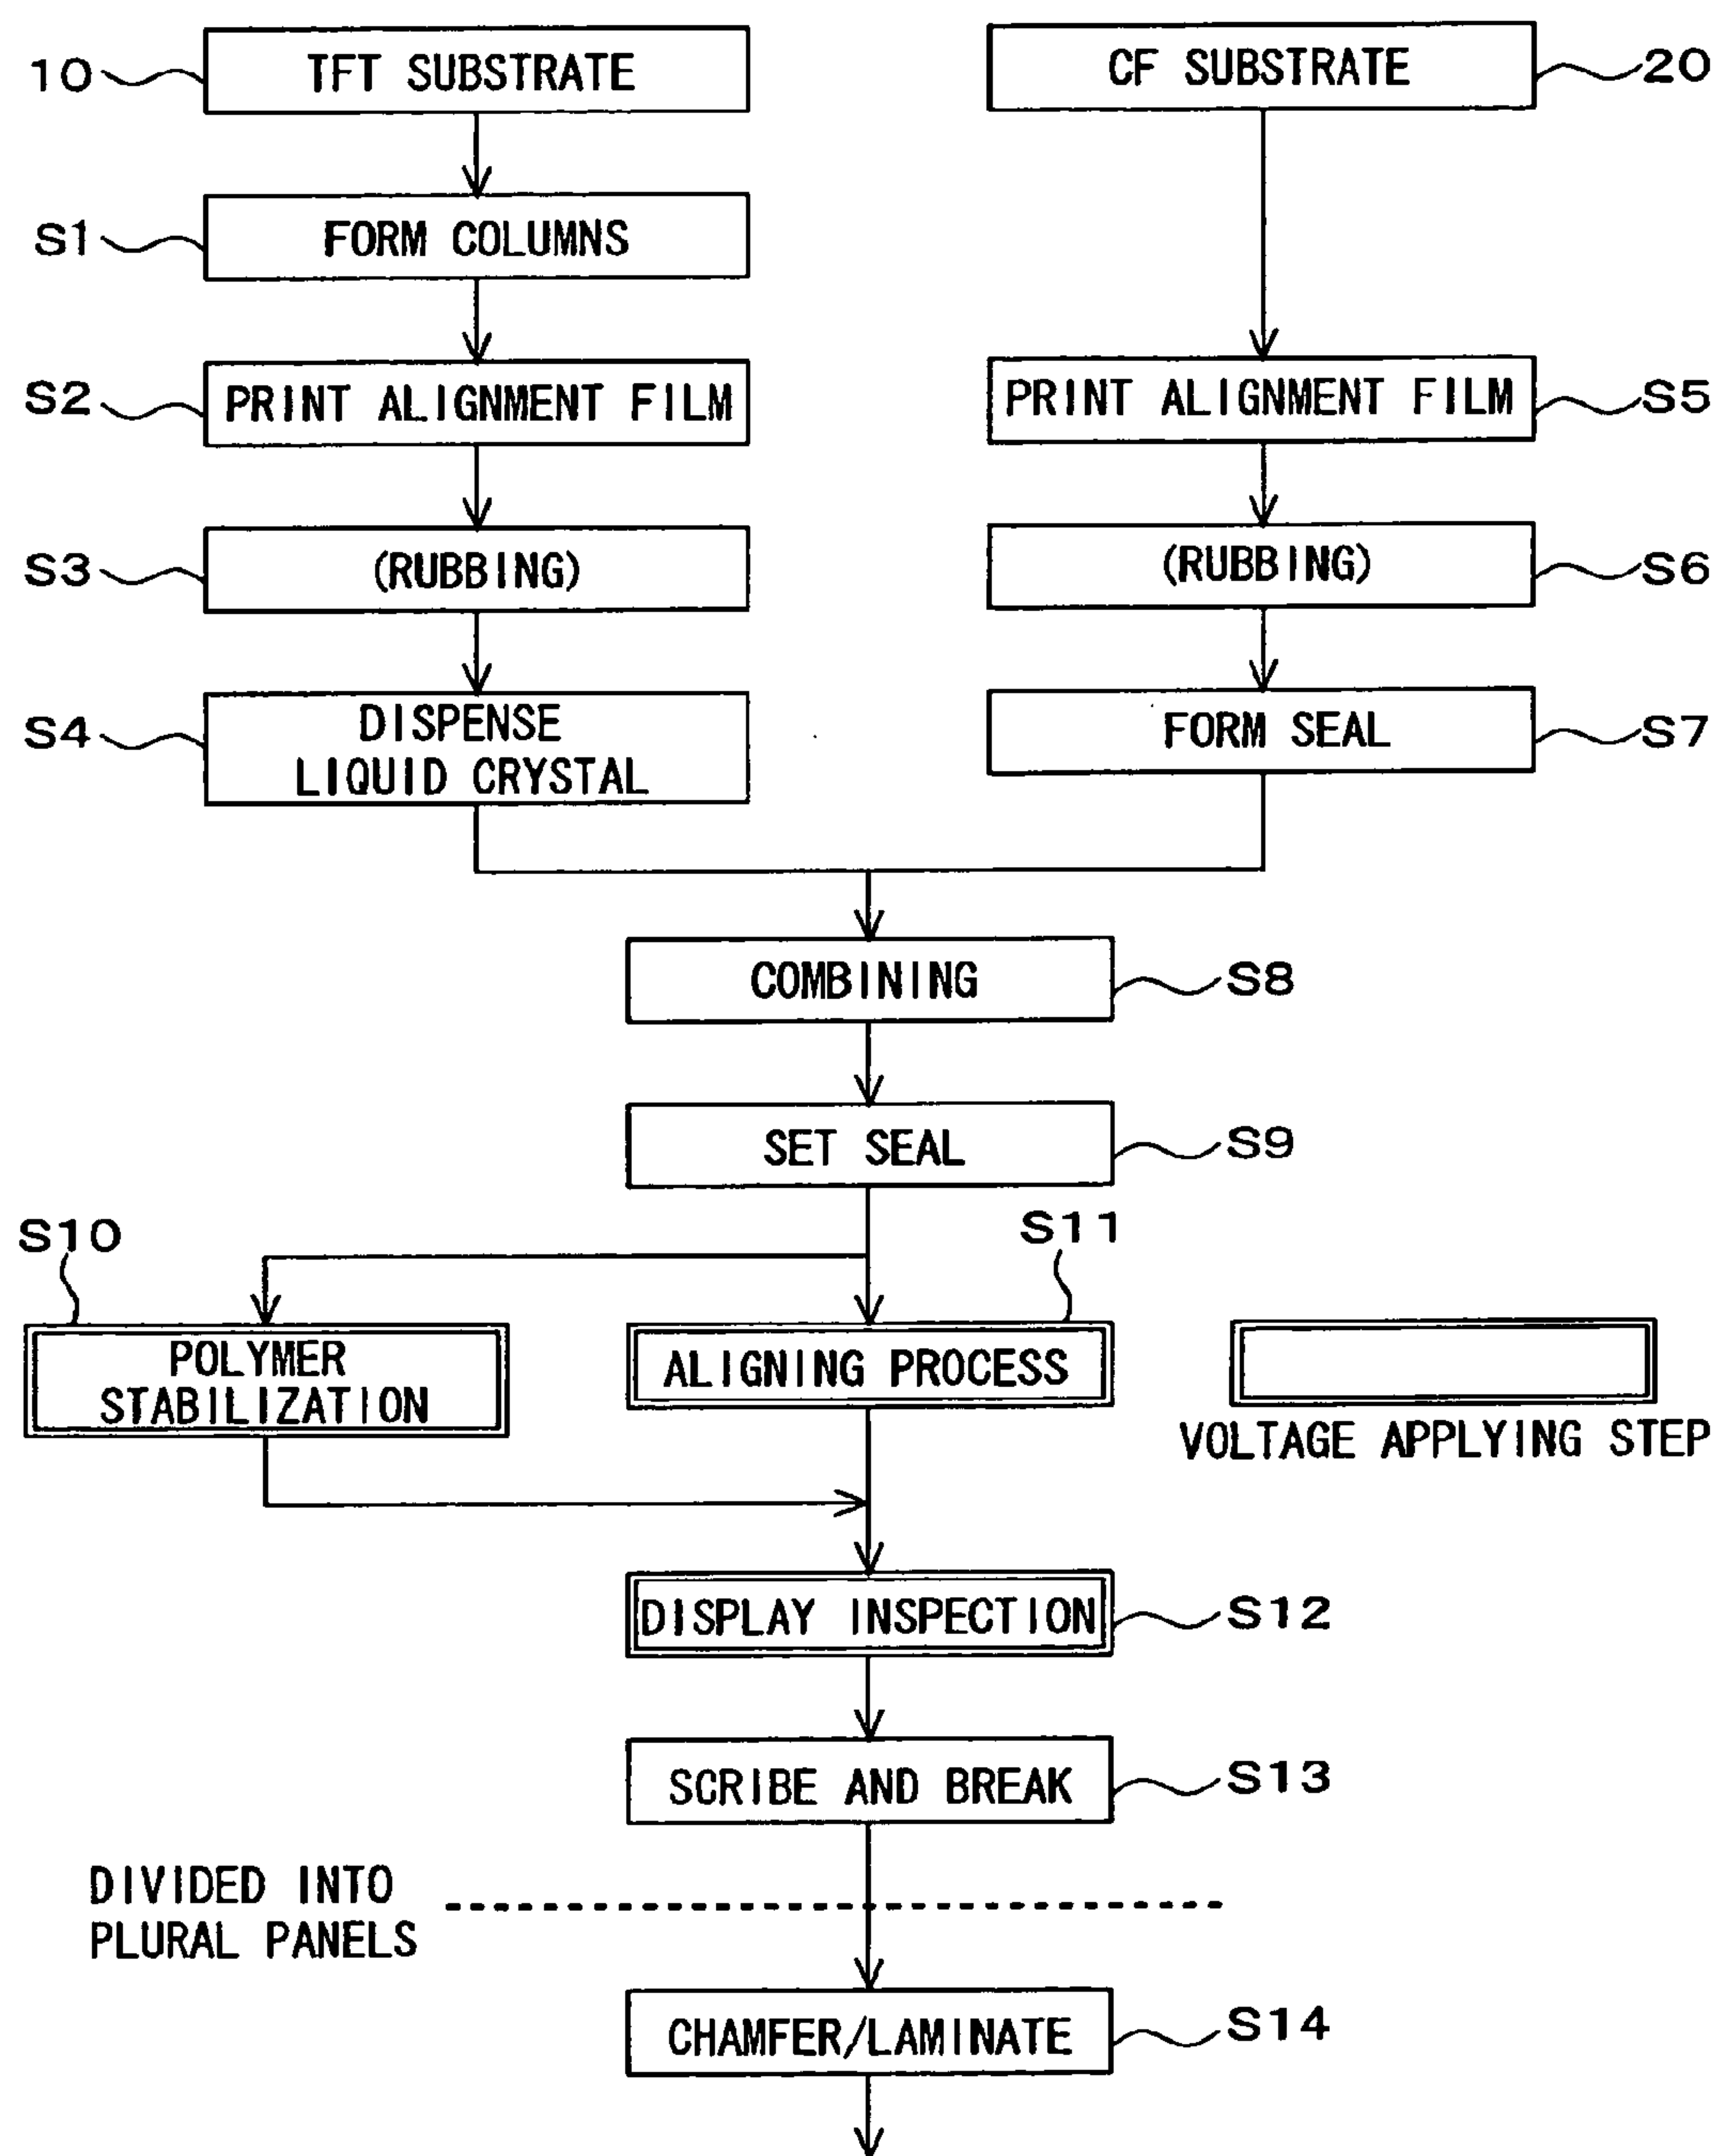 10 TFT SUBSTRATE
CF SUBSTRATE 20
S1 FORM COLUMNS
S2 PRINT ALIGNMENT FILM
PRINT ALIGNMENT FILM S5
S3 (RUBBING)
(RUBBING) S6
S4 DISPENSE
LIQUID CRYSTAL
FORM SEAL S7
COMBINING S8
SET SEAL S9
S10
S11
POLYMER
STABILIZATION
ALIGNING PROCESS
VOLTAGE APPLYING STEP
DISPLAY INSPECTION S12
SCRIBE AND BREAK S13
DIVIDED INTO
PLURAL PANELS
CHAMFER/LAMINATE S14